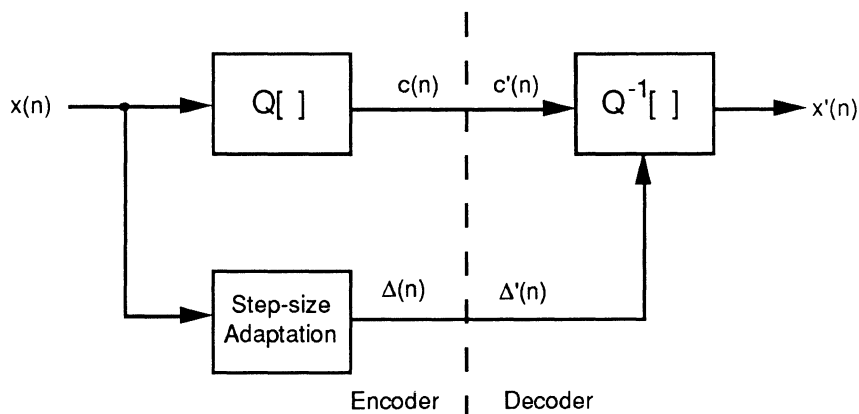 x(n)
Q[ ]
c(n)
c'(n)
Q⁻¹[ ]
x'(n)
Step-size
Adaptation
Δ(n)
Δ'(n)
Encoder
Decoder